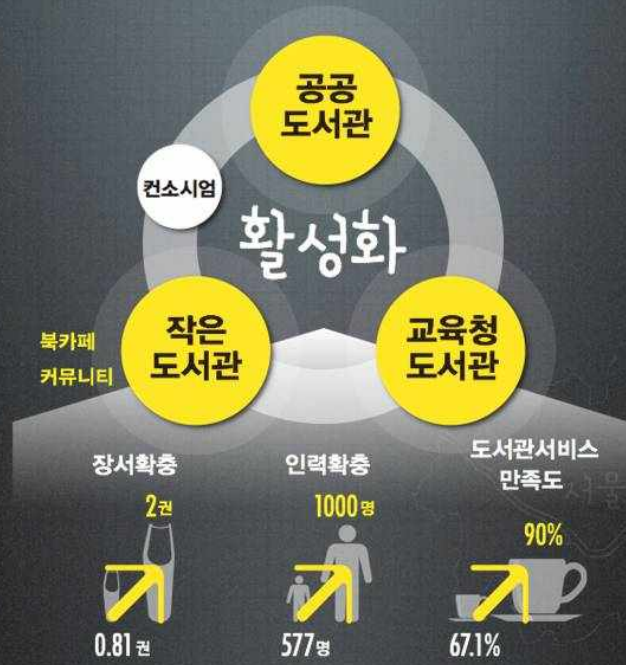 공공
도서관
컨소시엄
활성화
북카페
커뮤니티
작은
도서관
교육청
도서관
장서확충
2권
0.81 권
인력확충
1000명
577명
도서관서비스
만족도
90%
67.1%